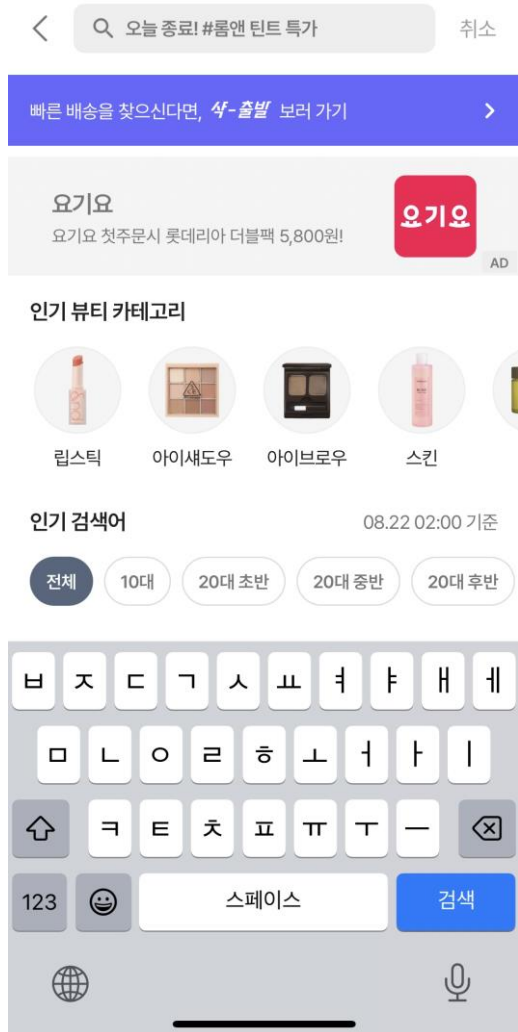 오늘 종료! #롬앤 틴트 특가 취소
빠른 배송을 찾으신다면, 샥-출발 보러 가기
요기요
요기요 첫주문시 롯데리아 더블팩 5,800원!
요기요
AD
인기 뷰티 카테고리
립스틱 아이섀도우 아이브로우 스킨
인기 검색어 08.22 02:00 기준
전체 10대 20대 초반 20대 중반 20대 후반
ㅂ ㅈ ㄷ ㄱ ㅅ ㅛ ㅕ ㅑ ㅐ ㅔ
ㅁ ㄴ ㅇ ㄹ ㅎ ㅗ ㅓ ㅏ ㅣ
ㅋ ㅌ ㅊ ㅍ ㅠ ㅜ ㅡ
123 스페이스 검색